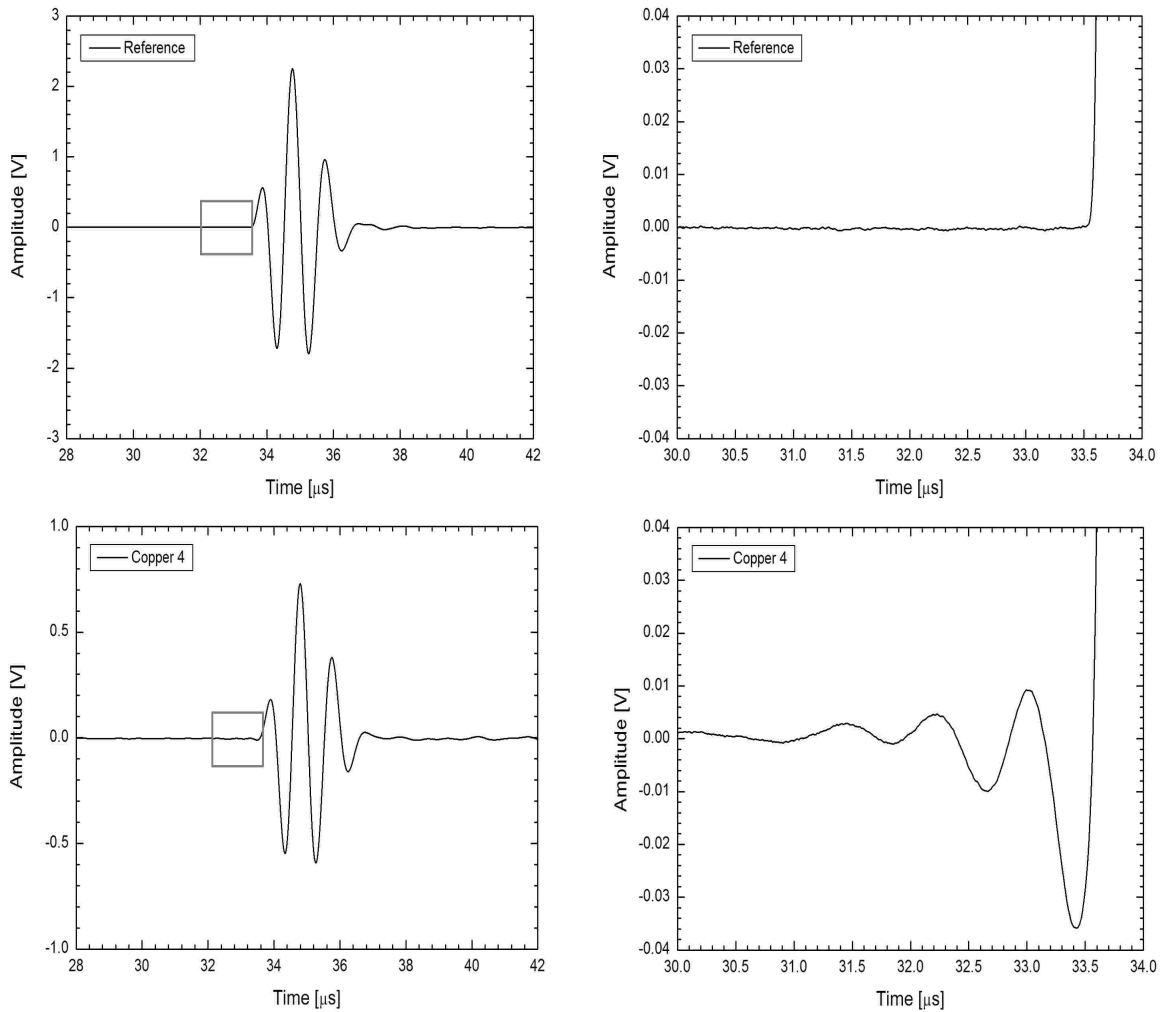 Reference
Amplitude [V]
3
2
1
0
-1
-2
-3
28 30 32 34 36 38 40 42
Time [μs]
Reference
Amplitude [V]
0.04
0.03
0.02
0.01
0.00
-0.01
-0.02
-0.03
-0.04
30.0 30.5 31.0 31.5 32.0 32.5 33.0 33.5 34.0
Time [μs]
Copper 4
Amplitude [V]
1.0
0.5
0.0
-0.5
-1.0
28 30 32 34 36 38 40 42
Time [μs]
Copper 4
Amplitude [V]
0.04
0.03
0.02
0.01
0.00
-0.01
-0.02
-0.03
-0.04
30.0 30.5 31.0 31.5 32.0 32.5 33.0 33.5 34.0
Time [μs]